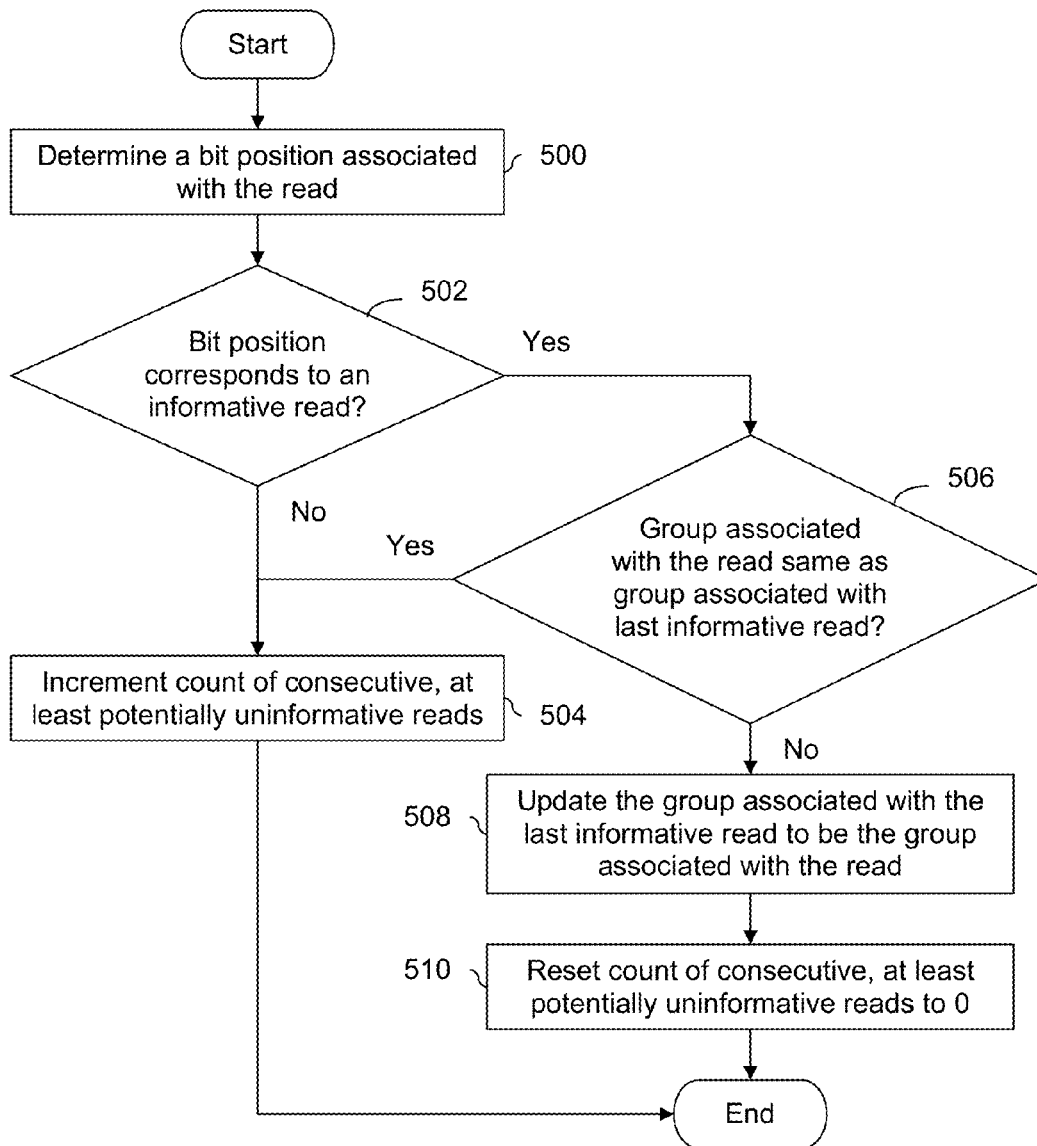 Start
Determine a bit position associated
with the read
500
502
Bit position
corresponds to an
informative read?
Yes
No
506
Group associated
with the read same as
group associated with
last informative read?
Yes
No
Increment count of consecutive, at
least potentially uninformative reads
504
508
Update the group associated with the
last informative read to be the group
associated with the read
510
Reset count of consecutive, at least
potentially uninformative reads to 0
End